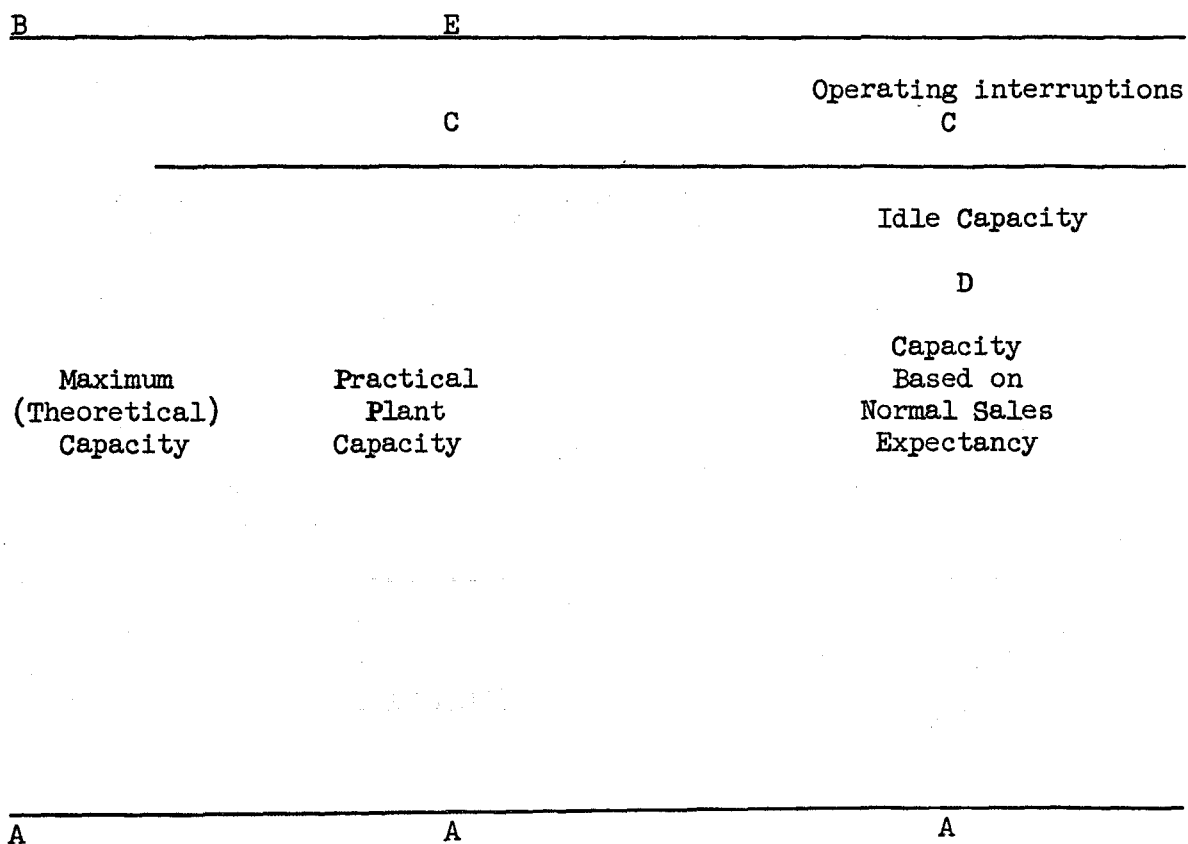 B E
Operating interruptions
C C
Idle Capacity
D
Maximum
(Theoretical)
Capacity
Practical
Plant
Capacity
Capacity
Based on
Normal Sales
Expectancy
A A A